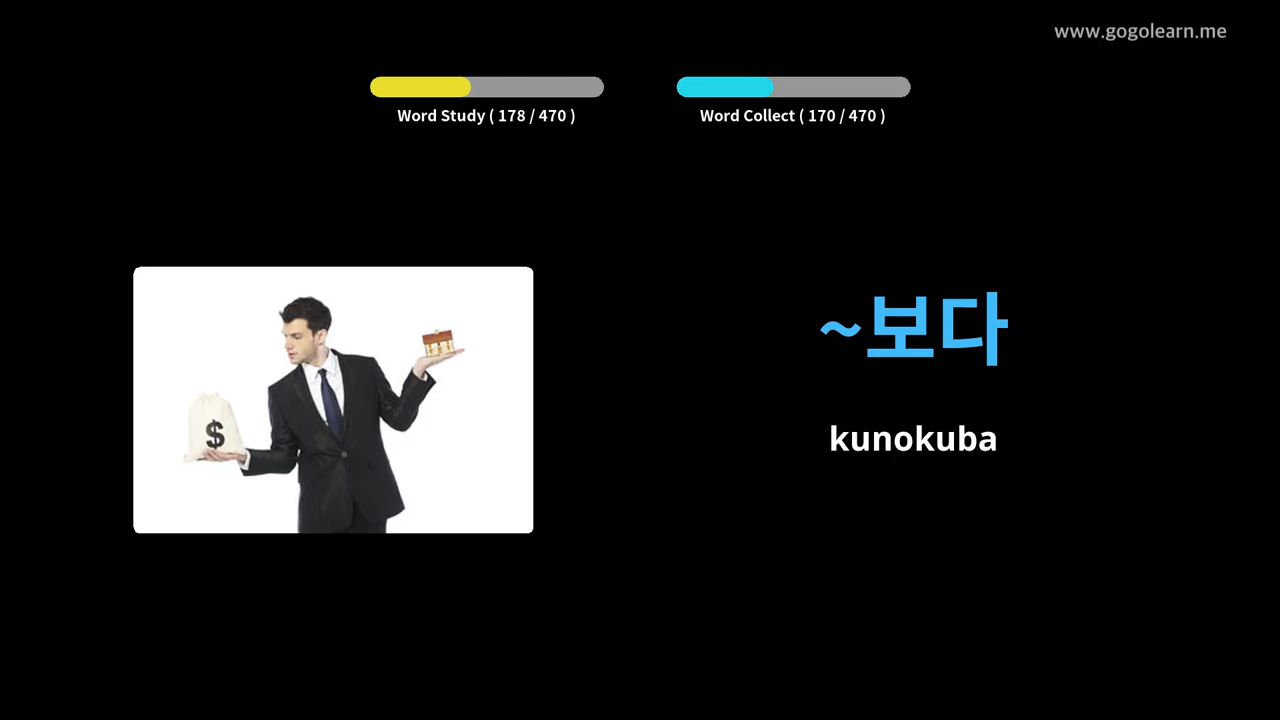 www.gogolearn.me
Word Study ( 178 / 470 )
Word Collect ( 170 / 470 )
$
~보다
kunokuba